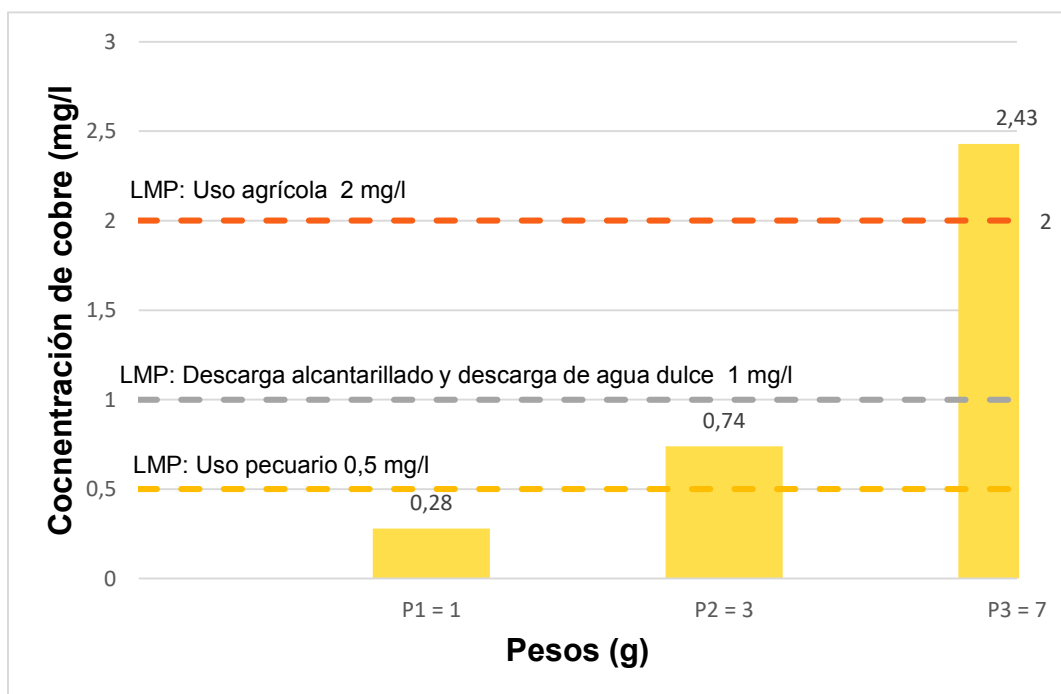 Cocnentración de cobre (mg/l)
3
2,5
2
1,5
1
0,5
0
2,43
LMP: Uso agrícola 2 mg/l
2
LMP: Descarga alcantarillado y descarga de agua dulce 1 mg/l
0,74
LMP: Uso pecuario 0,5 mg/l
0,28
P1 = 1
P2 = 3
P3 = 7
Pesos (g)